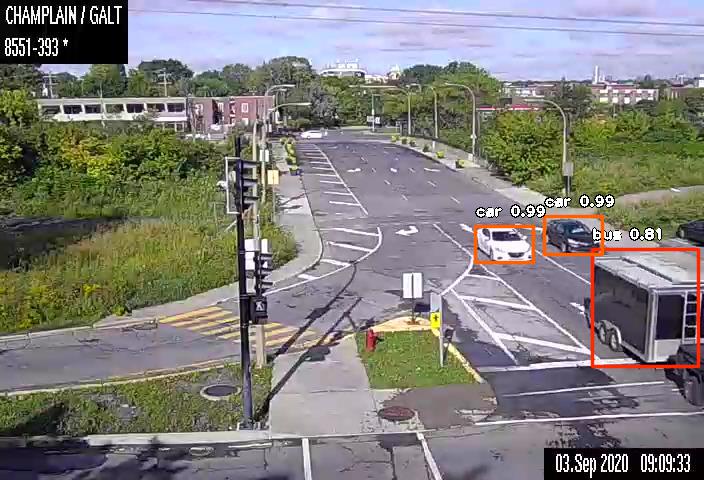 CHAMPLAIN / GALT
8551-393 *
car 0.99
car 0.99
bus 0.81
03.Sep 2020 09:09:33